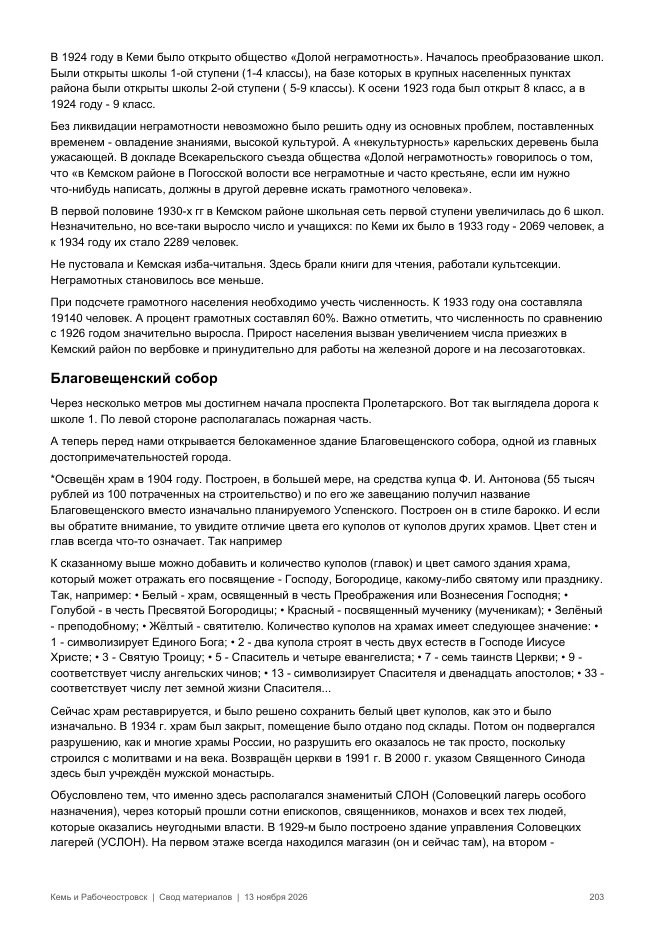 В 1924 году в Кеми было открыто общество «Долой неграмотность». Началось преобразование школ.
Были открыты школы 1-ой ступени (1-4 классы), на базе которых в крупных населенных пунктах
района были открыты школы 2-ой ступени ( 5-9 классы). К осени 1923 года был открыт 8 класс, а в
1924 году - 9 класс.
Без ликвидации неграмотности невозможно было решить одну из основных проблем, поставленных
временем - овладение знаниями, высокой культурой. А «некультурность» карельских деревень была
ужасающей. В докладе Всекарельского съезда общества «Долой неграмотность» говорилось о том,
что «в Кемском районе в Погосской волости все неграмотные и часто крестьяне, если им нужно
что-нибудь написать, должны в другой деревне искать грамотного человека».
В первой половине 1930-х гг в Кемском районе школьная сеть первой ступени увеличилась до 6 школ.
Незначительно, но все-таки выросло число и учащихся: по Кеми их было в 1933 году - 2069 человек, а
к 1934 году их стало 2289 человек.
Не пустовала и Кемская изба-читальня. Здесь брали книги для чтения, работали культсекции.
Неграмотных становилось все меньше.
При подсчете грамотного населения необходимо учесть численность. К 1933 году она составляла
19140 человек. А процент грамотных составлял 60%. Важно отметить, что численность по сравнению
с 1926 годом значительно выросла. Прирост населения вызван увеличением числа приезжих в
Кемский район по вербовке и принудительно для работы на железной дороге и на лесозаготовках.
Благовещенский собор
Через несколько метров мы достигнем начала проспекта Пролетарского. Вот так выглядела дорога к
школе 1. По левой стороне располагалась пожарная часть.
А теперь перед нами открывается белокаменное здание Благовещенского собора, одной из главных
достопримечательностей города.
*Освещён храм в 1904 году. Построен, в большей мере, на средства купца Ф. И. Антонова (55 тысяч
рублей из 100 потраченных на строительство) и по его же завещанию получил название
Благовещенского вместо изначально планируемого Успенского. Построен он в стиле барокко. И если
вы обратите внимание, то увидите отличие цвета его куполов от куполов других храмов. Цвет стен и
глав всегда что-то означает. Так например
К сказанному выше можно добавить и количество куполов (главок) и цвет самого здания храма,
который может отражать его посвящение - Господу, Богородице, какому-либо святому или празднику.
Так, например: • Белый - храм, освященный в честь Преображения или Вознесения Господня; •
Голубой - в честь Пресвятой Богородицы; • Красный - посвященный мученику (мученикам); • Зелёный
- преподобному; • Жёлтый - святителю. Количество куполов на храмах имеет следующее значение: •
1 - символизирует Единого Бога; • 2 - два купола строят в честь двух естеств в Господе Иисусе
Христе; • 3 - Святую Троицу; • 5 - Спаситель и четыре евангелиста; • 7 - семь таинств Церкви; • 9 -
соответствует числу ангельских чинов; • 13 - символизирует Спасителя и двенадцать апостолов; • 33 -
соответствует числу лет земной жизни Спасителя...
Сейчас храм реставрируется, и было решено сохранить белый цвет куполов, как это и было
изначально. В 1934 г. храм был закрыт, помещение было отдано под склады. Потом он подвергался
разрушению, как и многие храмы России, но разрушить его оказалось не так просто, поскольку
строился с молитвами и на века. Возвращён церкви в 1991 г. В 2000 г. указом Священного Синода
здесь был учреждён мужской монастырь.
Обусловлено тем, что именно здесь располагался знаменитый СЛОН (Соловецкий лагерь особого
назначения), через который прошли сотни епископов, священников, монахов и всех тех людей,
которые оказались неугодными власти. В 1929-м было построено здание управления Соловецких
лагерей (УСЛОН). На первом этаже всегда находился магазин (он и сейчас там), на втором -
Кемь и Рабочеостровск | Свод материалов | 13 ноября 2026
203